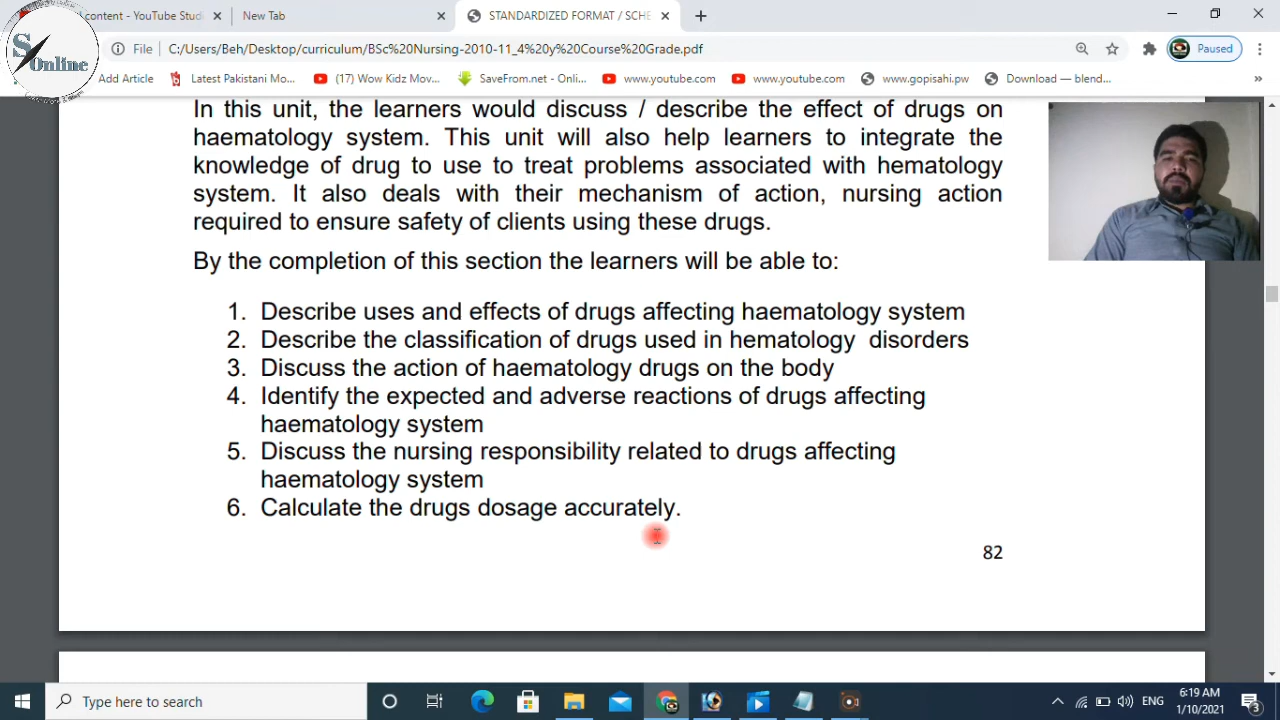 content - YouTube Studi
New Tab
STANDARDIZED FORMAT / SCHE
S Online
File
C:/Users/Beh/Desktop/curriculum/BSc%20Nursing-2010-11_4%20y%20Course%20Grade.pdf
Paused
Add Article
Latest Pakistani Mo...
(17) Wow Kidz Mov...
SaveFrom.net - Onli...
www.youtube.com
www.youtube.com
www.gopisahi.pw
Download — blend...
»
In this unit, the learners would discuss / describe the effect of drugs on
haematology system. This unit will also help learners to integrate the
knowledge of drug to use to treat problems associated with hematology
system. It also deals with their mechanism of action, nursing action
required to ensure safety of clients using these drugs.
By the completion of this section the learners will be able to:
1. Describe uses and effects of drugs affecting haematology system
2. Describe the classification of drugs used in hematology disorders
3. Discuss the action of haematology drugs on the body
4. Identify the expected and adverse reactions of drugs affecting
haematology system
5. Discuss the nursing responsibility related to drugs affecting
haematology system
6. Calculate the drugs dosage accurately.
82
Type here to search
ENG
6:19 AM
1/10/2021
3